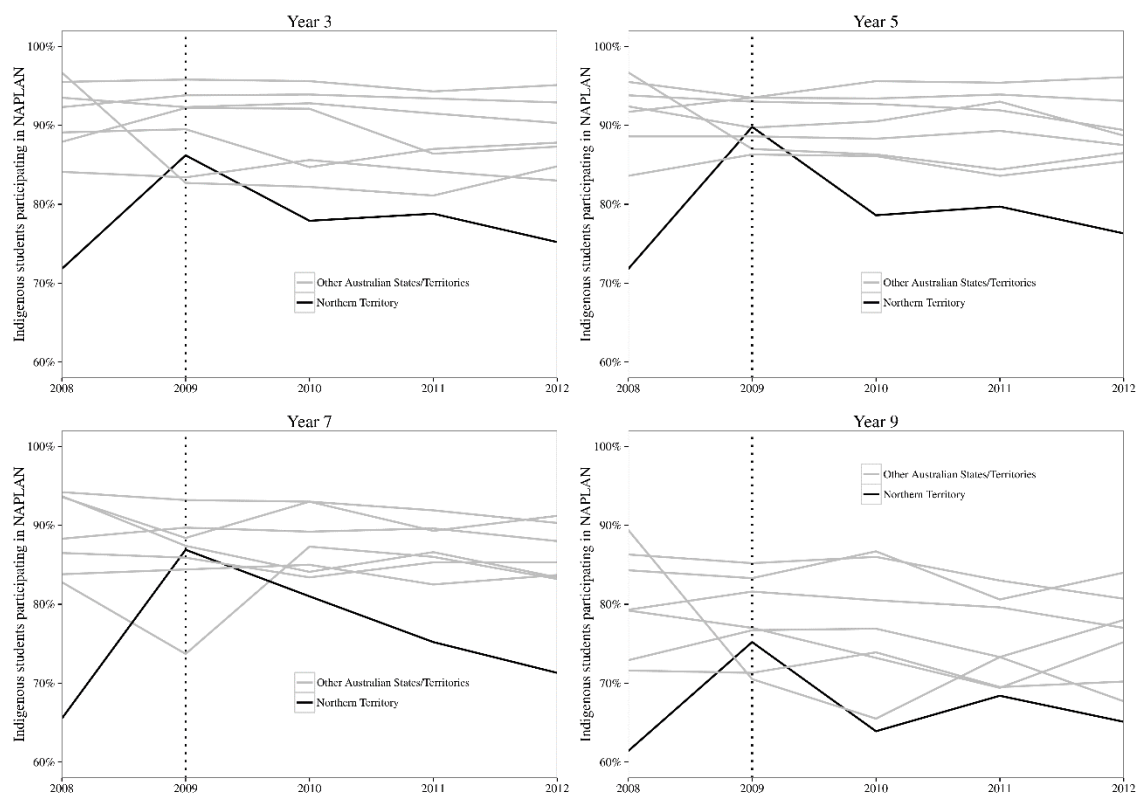 Year 3
Indigenous students participating in NAPLAN
100%
90%
80%
70%
60%
Other Australian States/Territories
Northern Territory
2008
2009
2010
2011
2012
Year 5
Indigenous students participating in NAPLAN
100%
90%
80%
70%
60%
Other Australian States/Territories
Northern Territory
2008
2009
2010
2011
2012
Year 7
Indigenous students participating in NAPLAN
100%
90%
80%
70%
60%
Other Australian States/Territories
Northern Territory
2008
2009
2010
2011
2012
Year 9
Indigenous students participating in NAPLAN
100%
90%
80%
70%
60%
Other Australian States/Territories
Northern Territory
2008
2009
2010
2011
2012